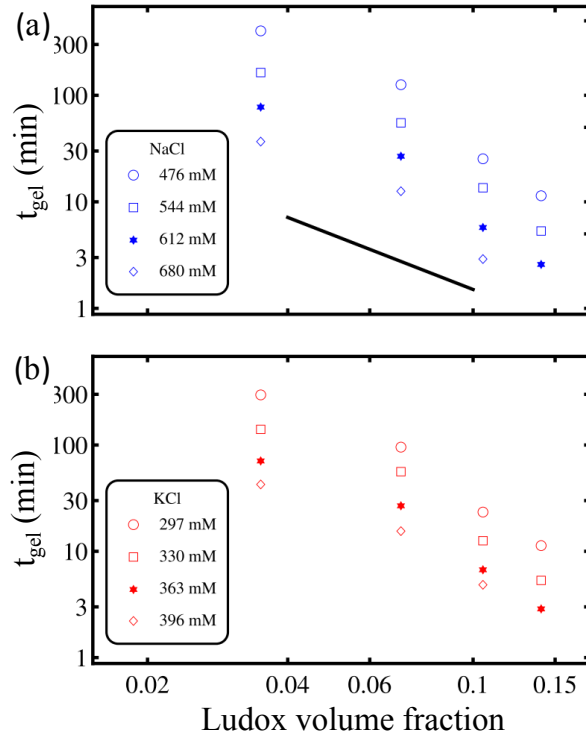 (a)
t_gel (min)
300
100
30
10
3
1
NaCl
476 mM
544 mM
612 mM
680 mM
(b)
t_gel (min)
300
100
30
10
3
1
KCl
297 mM
330 mM
363 mM
396 mM
0.02 0.04 0.06 0.1 0.15
Ludox volume fraction